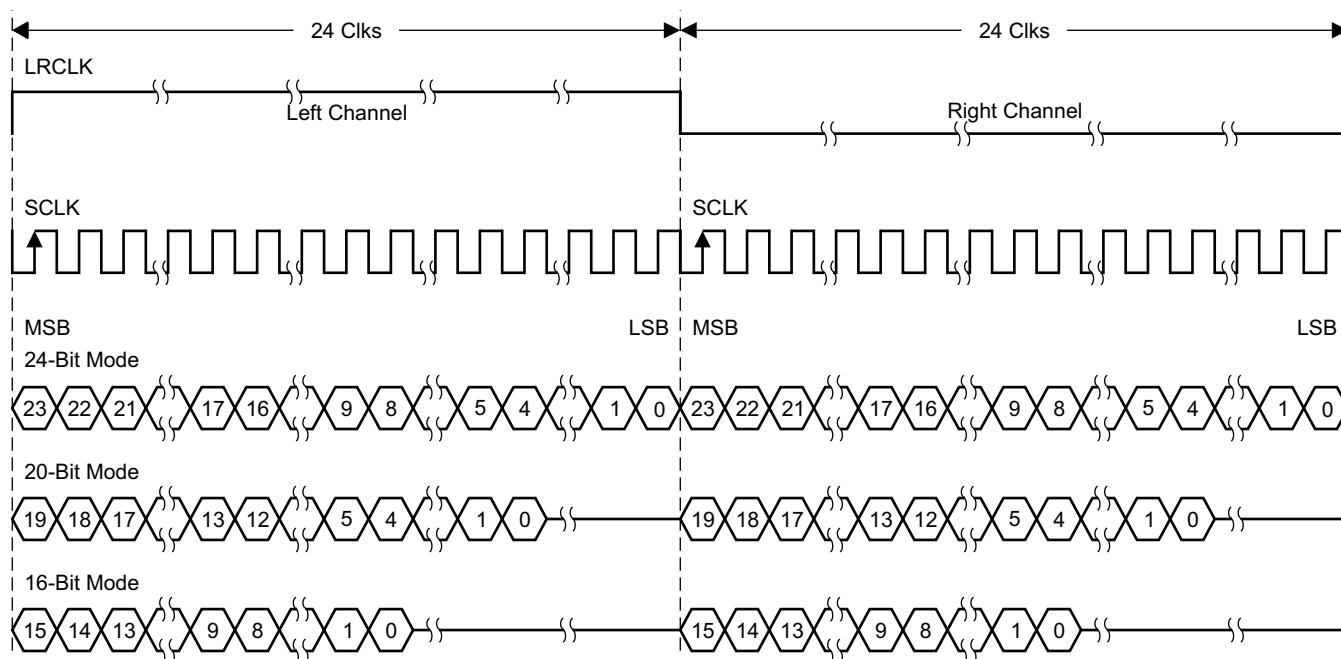 24 Clks 24 Clks
LRCLK
Left Channel Right Channel
SCLK SCLK
MSB LSB MSB LSB
24-Bit Mode
23 22 21 17 16 9 8 5 4 1 0 23 22 21 17 16 9 8 5 4 1 0
20-Bit Mode
19 18 17 13 12 5 4 1 0 19 18 17 13 12 5 4 1 0
16-Bit Mode
15 14 13 9 8 1 0 15 14 13 9 8 1 0